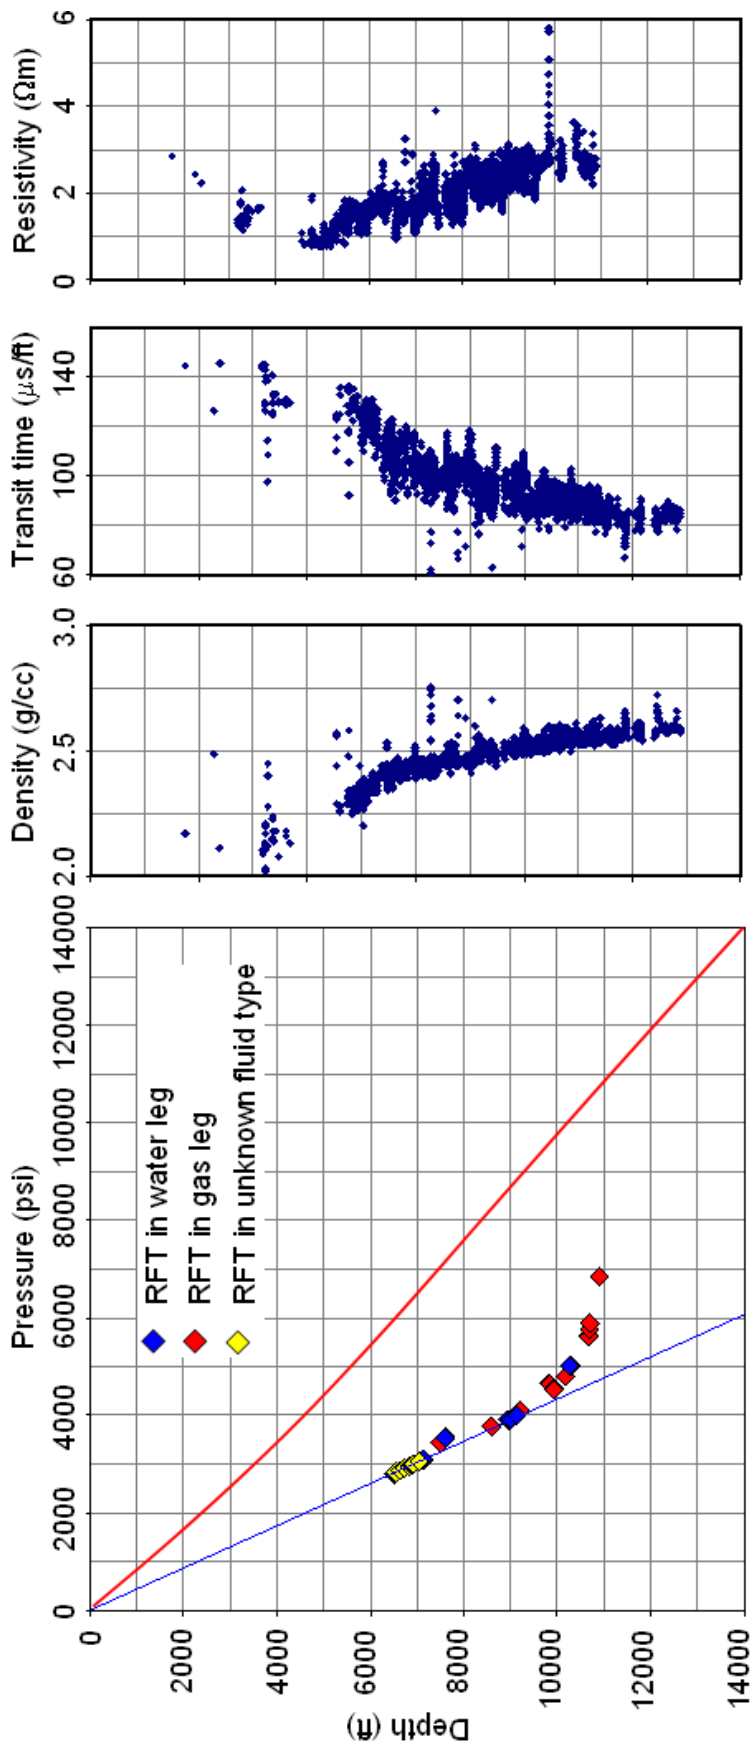 Pressure (psi)
0 2000 4000 6000 8000 10000 12000 14000
Depth (ft)
0
2000
4000
6000
8000
10000
12000
14000
RFT in water leg
RFT in gas leg
RFT in unknown fluid type
Density (g/cc)
2.0 2.5 3.0
Transit time (μs/ft)
60 100 140
Resistivity (Ωm)
0 2 4 6